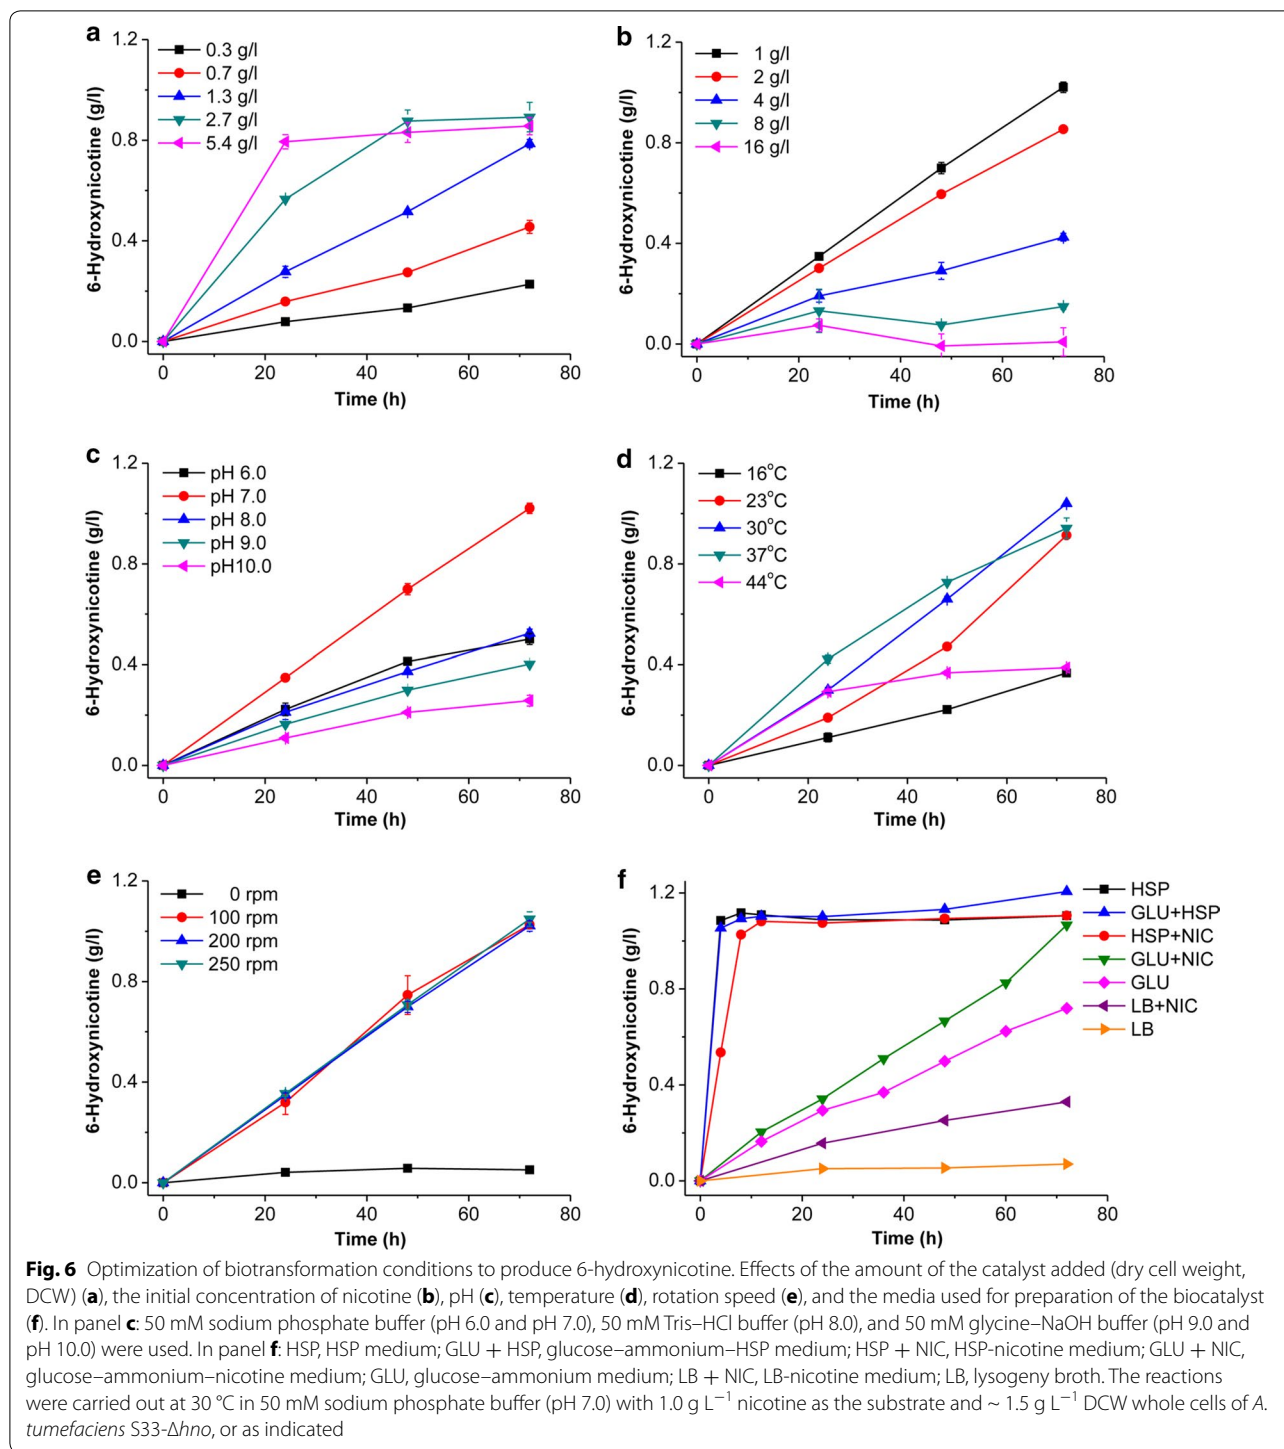 a
1.2
0.8
0.4
0.0
6-Hydroxynicotine (g/l)
0.3 g/l
0.7 g/l
1.3 g/l
2.7 g/l
5.4 g/l
0 20 40 60 80
Time (h)
b
1.2
0.8
0.4
0.0
6-Hydroxynicotine (g/l)
1 g/l
2 g/l
4 g/l
8 g/l
16 g/l
0 20 40 60 80
Time (h)
c
1.2
0.8
0.4
0.0
6-Hydroxynicotine (g/l)
pH 6.0
pH 7.0
pH 8.0
pH 9.0
pH10.0
0 20 40 60 80
Time (h)
d
1.2
0.8
0.4
0.0
6-Hydroxynicotine (g/l)
16°C
23°C
30°C
37°C
44°C
0 20 40 60 80
Time (h)
e
1.2
0.8
0.4
0.0
6-Hydroxynicotine (g/l)
0 rpm
100 rpm
200 rpm
250 rpm
0 20 40 60 80
Time (h)
f
1.2
0.8
0.4
0.0
6-Hydroxynicotine (g/l)
HSP
GLU+HSP
HSP+NIC
GLU+NIC
GLU
LB+NIC
LB
0 20 40 60 80
Time (h)
Fig. 6 Optimization of biotransformation conditions to produce 6-hydroxynicotine. Effects of the amount of the catalyst added (dry cell weight,
DCW) (a), the initial concentration of nicotine (b), pH (c), temperature (d), rotation speed (e), and the media used for preparation of the biocatalyst
(f). In panel c: 50 mM sodium phosphate buffer (pH 6.0 and pH 7.0), 50 mM Tris–HCl buffer (pH 8.0), and 50 mM glycine–NaOH buffer (pH 9.0 and
pH 10.0) were used. In panel f: HSP, HSP medium; GLU + HSP, glucose–ammonium–HSP medium; HSP + NIC, HSP-nicotine medium; GLU + NIC,
glucose–ammonium–nicotine medium; GLU, glucose–ammonium medium; LB + NIC, LB-nicotine medium; LB, lysogeny broth. The reactions
were carried out at 30 °C in 50 mM sodium phosphate buffer (pH 7.0) with 1.0 g L⁻¹ nicotine as the substrate and ~ 1.5 g L⁻¹ DCW whole cells of A.
tumefaciens S33-Δhno, or as indicated